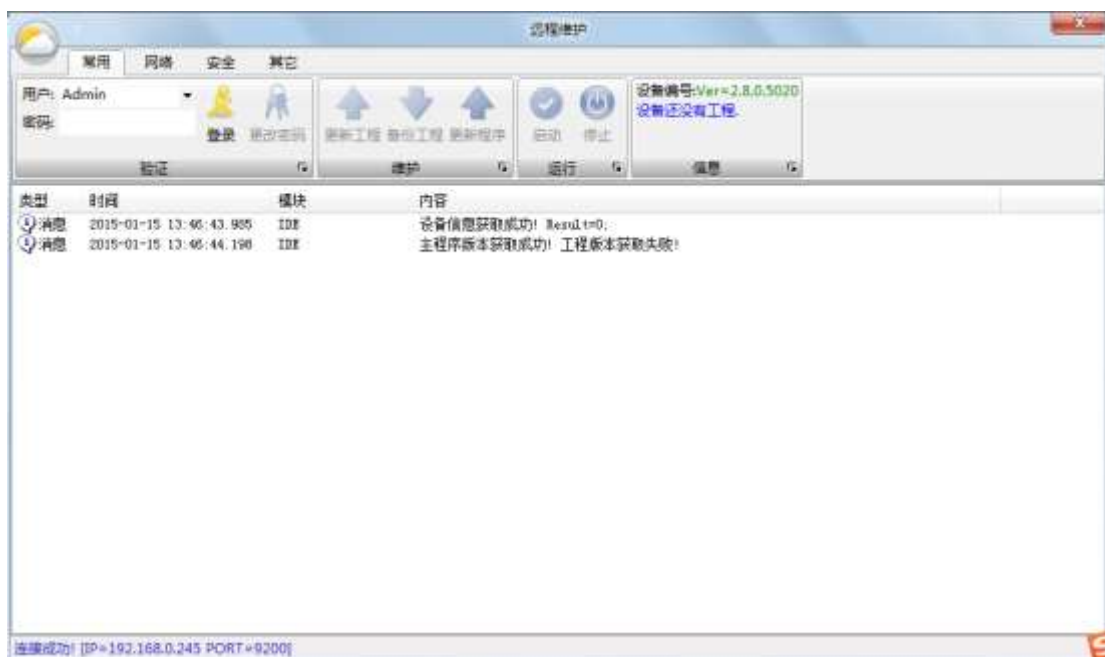 远程维护
常用 网络 安全 其它
用户: Admin
密码:
登录 更改密码
更新工程 备份工程 更新程序
启动 停止
设备编号:Ver=2.8.0.5020
设备还没有工程.
验证 维护 运行 信息
类型 时间 模块 内容
消息 2015-01-15 13:46:43.985 IDE 设备信息获取成功! Result=0;
消息 2015-01-15 13:46:44.198 IDE 主程序版本获取成功! 工程版本获取失败!
连接成功! [IP=192.168.0.245 PORT=9200]